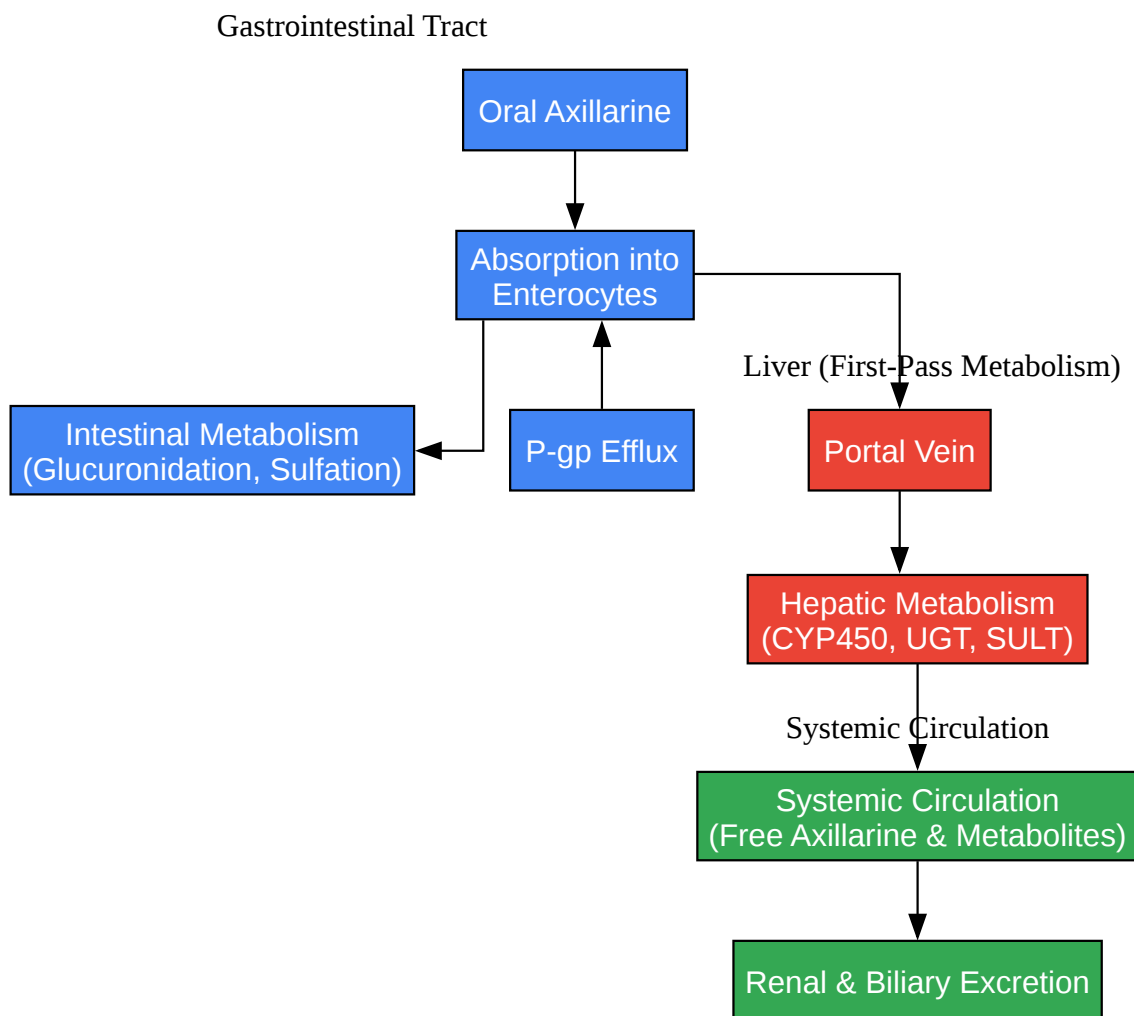 Gastrointestinal Tract
Oral Axillarine
Absorption into
Enterocytes
Liver (First-Pass Metabolism)
Intestinal Metabolism
(Glucuronidation, Sulfation)
P-gp Efflux
Portal Vein
Hepatic Metabolism
(CYP450, UGT, SULT)
Systemic Circulation
Systemic Circulation
(Free Axillarine & Metabolites)
Renal & Biliary Excretion